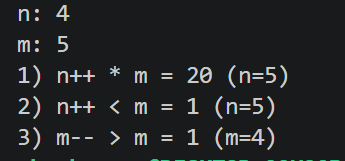 n: 4
m: 5
1) n++ * m = 20 (n=5)
2) n++ < m = 1 (n=5)
3) m-- > m = 1 (m=4)